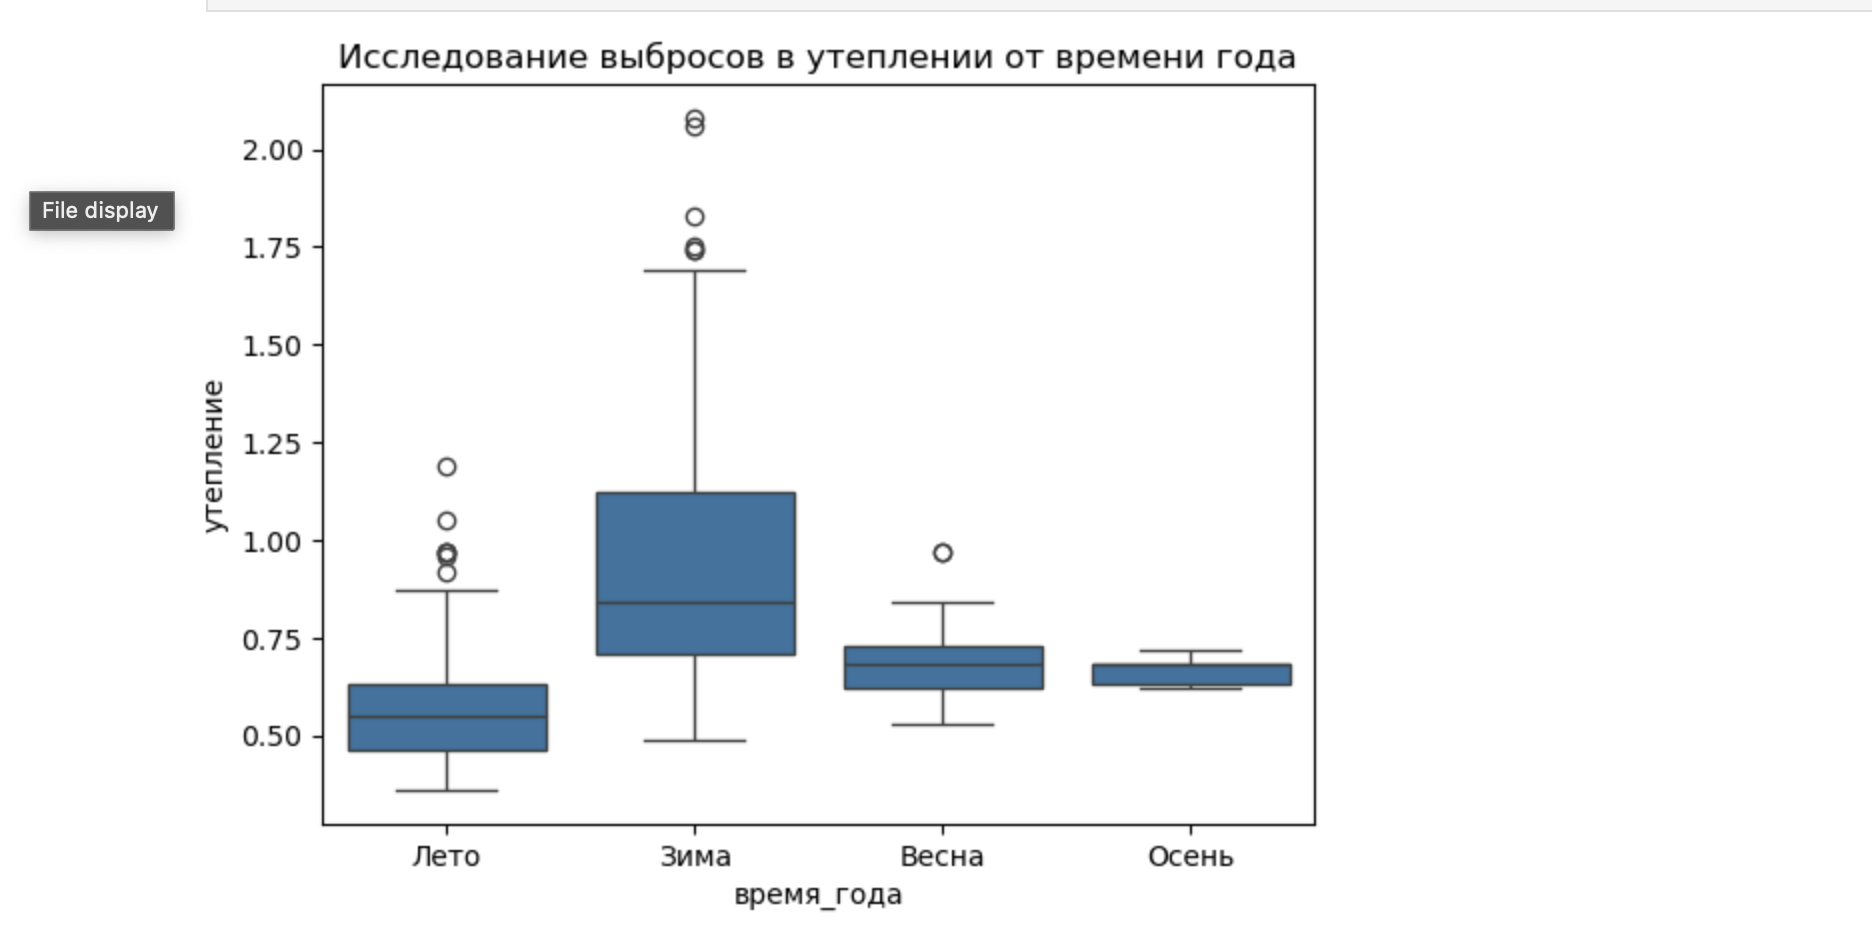 Исследование выбросов в утеплении от времени года
File display
2.00
1.75
1.50
1.25
1.00
0.75
0.50
утепление
Лето Зима Весна Осень
время_года